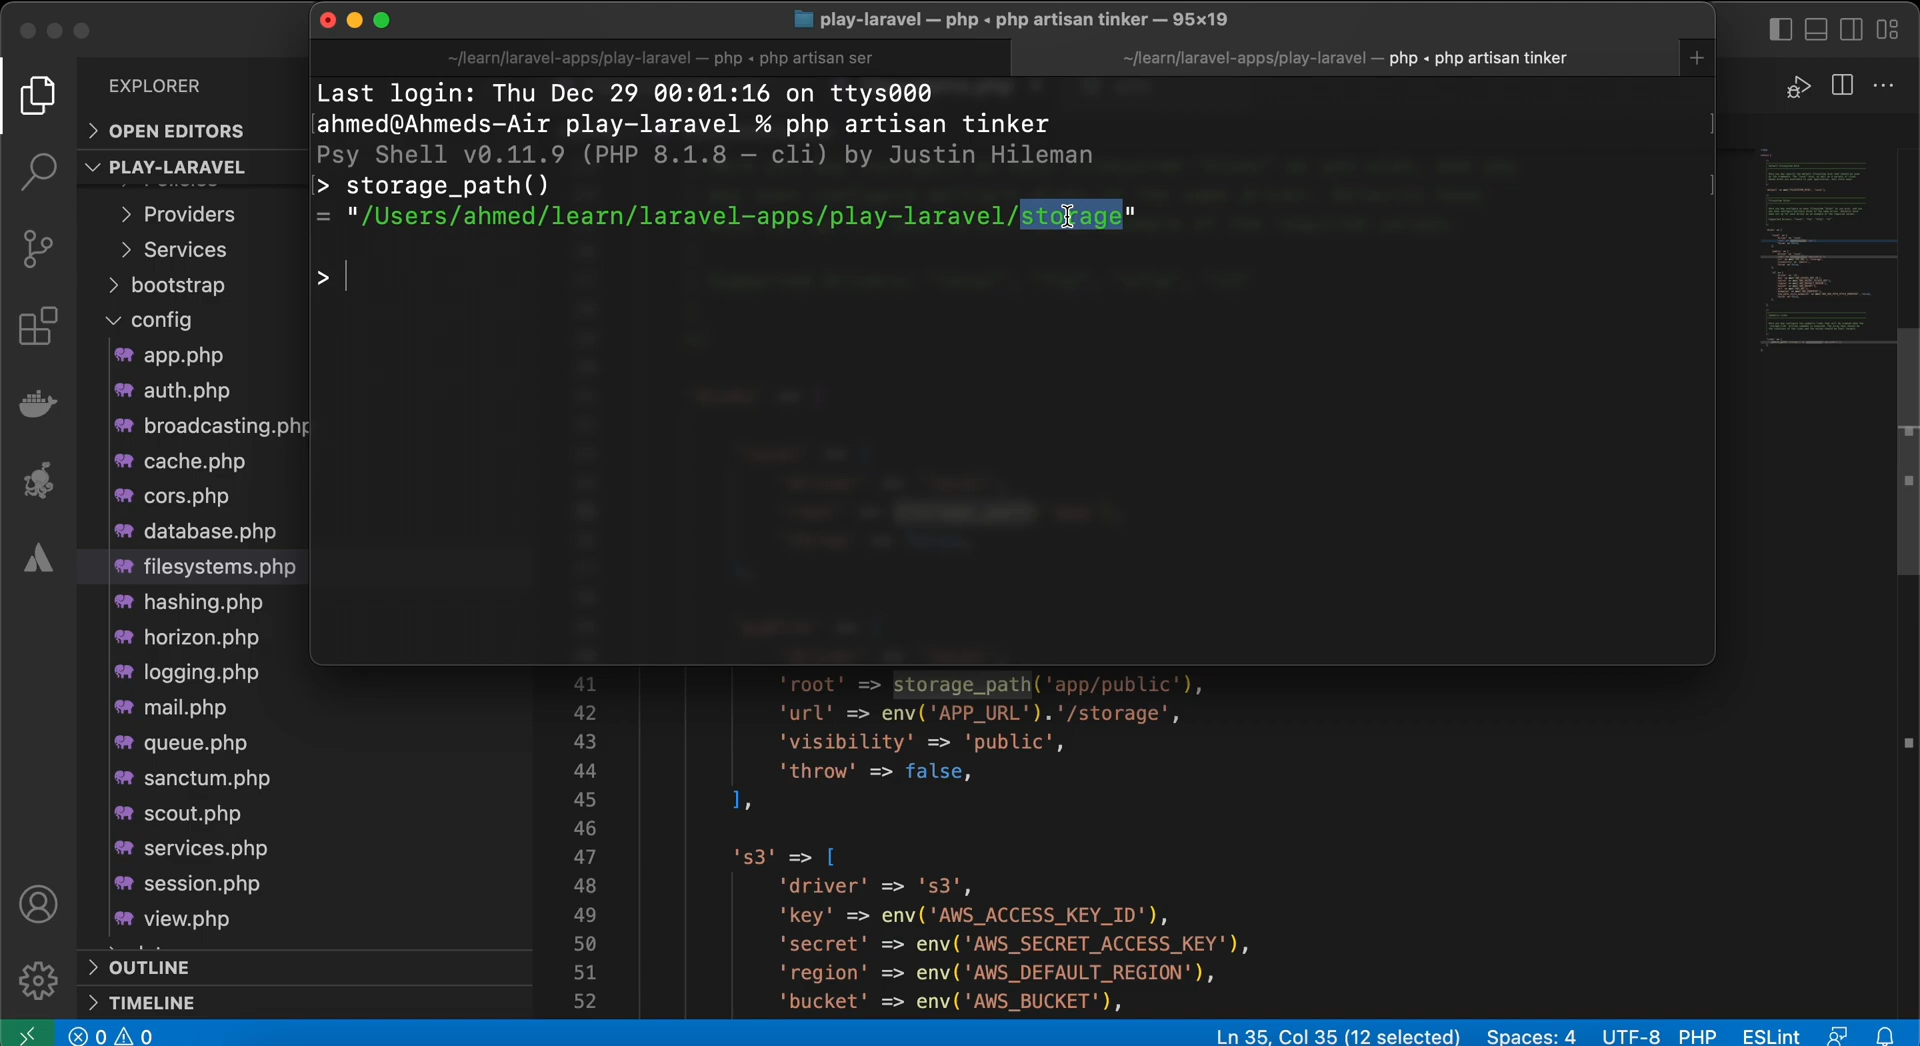 play-laravel — php ◂ php artisan tinker — 95×19
~/learn/laravel-apps/play-laravel — php ◂ php artisan ser
~/learn/laravel-apps/play-laravel — php ◂ php artisan tinker
Last login: Thu Dec 29 00:01:16 on ttys000
[ahmed@Ahmeds-Air play-laravel % php artisan tinker ]
Psy Shell v0.11.9 (PHP 8.1.8 — cli) by Justin Hileman
[> storage_path() ]
= "/Users/ahmed/learn/laravel-apps/play-laravel/storage"
>
EXPLORER
OPEN EDITORS
PLAY-LARAVEL
Policies
Providers
Services
bootstrap
config
app.php
auth.php
broadcasting.php
cache.php
cors.php
database.php
filesystems.php
hashing.php
horizon.php
logging.php
mail.php
queue.php
sanctum.php
scout.php
services.php
session.php
view.php
OUTLINE
TIMELINE
41 'root' => storage_path('app/public'),
42 'url' => env('APP_URL').'/storage',
43 'visibility' => 'public',
44 'throw' => false,
45 ],
46
47 's3' => [
48 'driver' => 's3',
49 'key' => env('AWS_ACCESS_KEY_ID'),
50 'secret' => env('AWS_SECRET_ACCESS_KEY'),
51 'region' => env('AWS_DEFAULT_REGION'),
52 'bucket' => env('AWS_BUCKET'),
0 0
Ln 35, Col 35 (12 selected) Spaces: 4 UTF-8 PHP ESLint